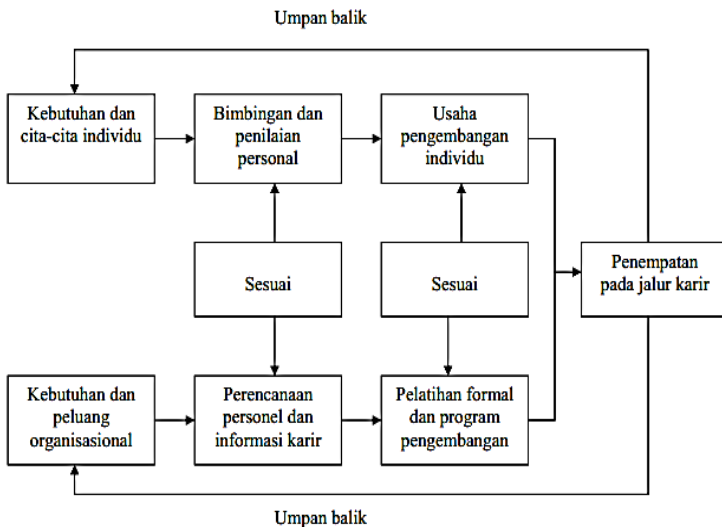 Umpan balik
Kebutuhan dan
cita-cita individu
Bimbingan dan
penilaian
personal
Usaha
pengembangan
individu
Sesuai
Sesuai
Penempatan
pada jalur karir
Kebutuhan dan
peluang
organisasional
Perencanaan
personel dan
informasi karir
Pelatihan formal
dan program
pengembangan
Umpan balik